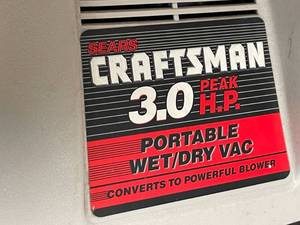 SEARS
CRAFTSMAN
3.0 PEAK H.P.
PORTABLE
WET/DRY VAC
CONVERTS TO POWERFUL BLOWER